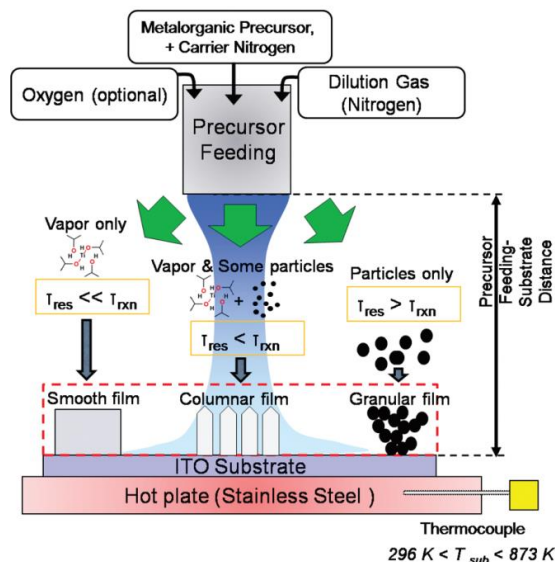 Metalorganic Precursor,
+ Carrier Nitrogen
Oxygen (optional)
Dilution Gas
(Nitrogen)
Precursor
Feeding
Vapor only
τres << τrxn
Vapor & Some particles
+
τres < τrxn
Particles only
τres > τrxn
Precursor
Feeding-
Substrate
Distance
Smooth film
Columnar film
Granular film
ITO Substrate
Hot plate (Stainless Steel )
Thermocouple
296 K < T sub < 873 K